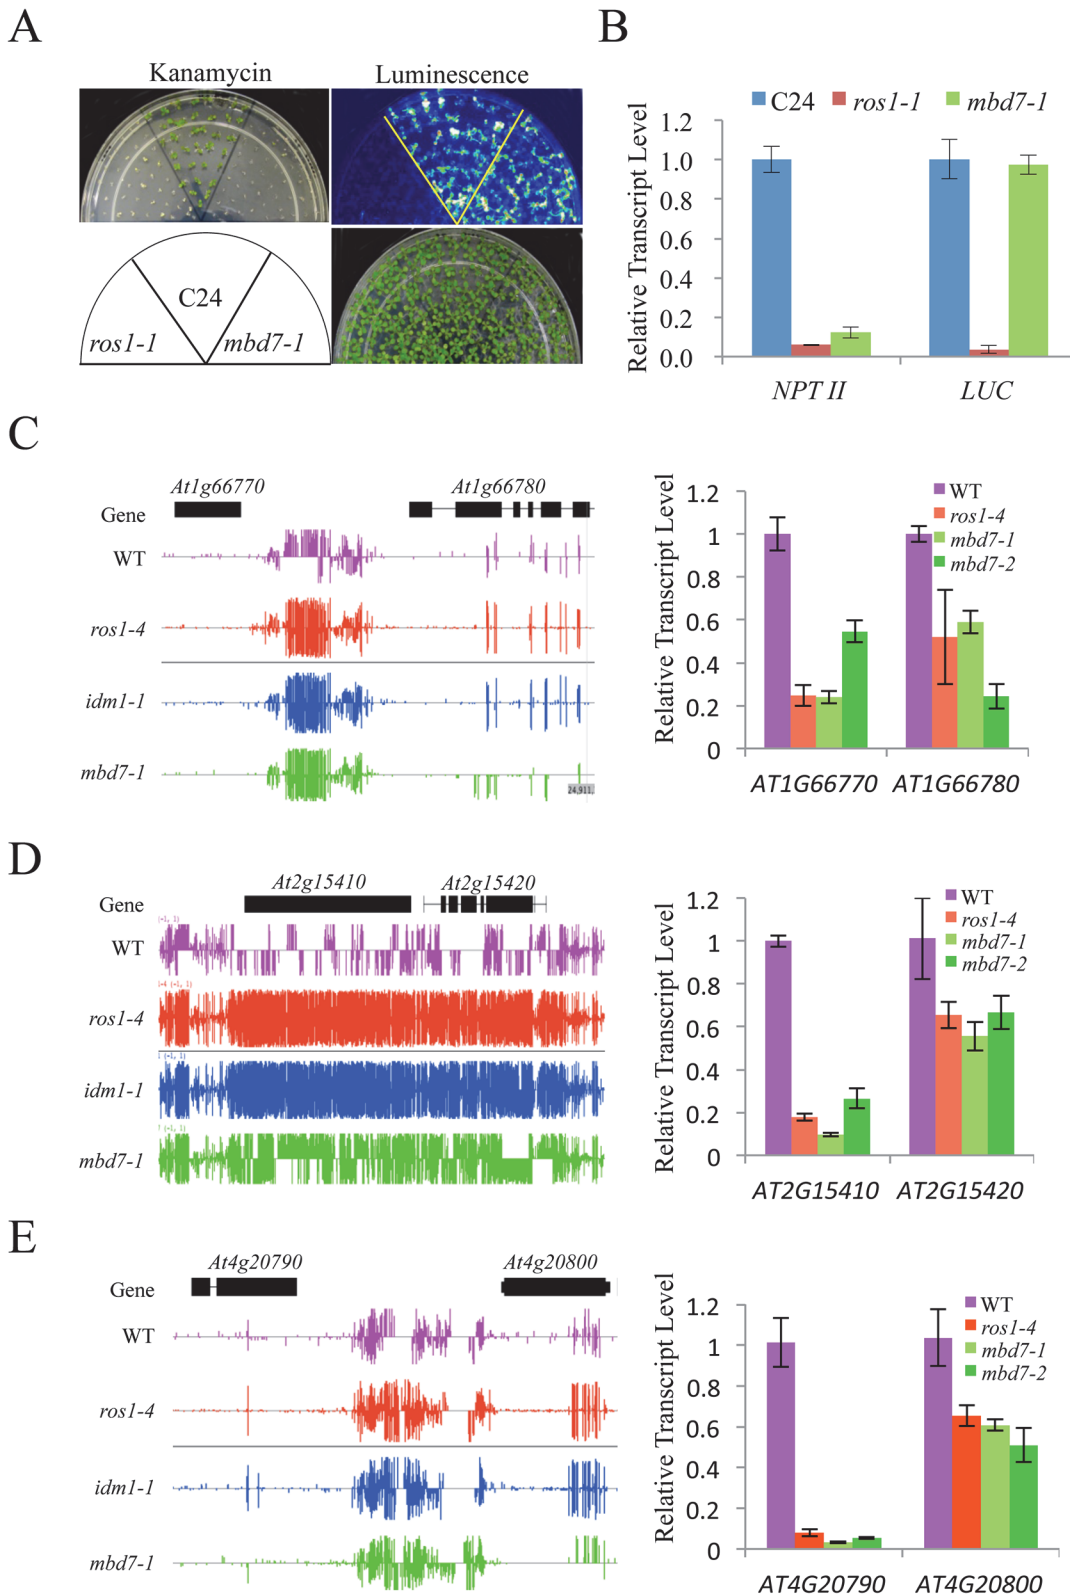 A
Kanamycin
Luminescence
ros1-1
C24
mbd7-1
B
C24
ros1-1
mbd7-1
Relative Transcript Level
1.2
1.0
0.8
0.6
0.4
0.2
0.0
NPT II
LUC
C
At1g66770
At1g66780
Gene
WT
ros1-4
idm1-1
mbd7-1
24,911,
Relative Transcript Level
1.2
1
0.8
0.6
0.4
0.2
0
WT
ros1-4
mbd7-1
mbd7-2
AT1G66770
AT1G66780
D
At2g15410
At2g15420
Gene
WT
ros1-4
idm1-1
mbd7-1
Relative Transcript Level
1.2
1
0.8
0.6
0.4
0.2
0
WT
ros1-4
mbd7-1
mbd7-2
AT2G15410
AT2G15420
E
At4g20790
At4g20800
Gene
WT
ros1-4
idm1-1
mbd7-1
Relative Transcript Level
1.2
1
0.8
0.6
0.4
0.2
0
WT
ros1-4
mbd7-1
mbd7-2
AT4G20790
AT4G20800